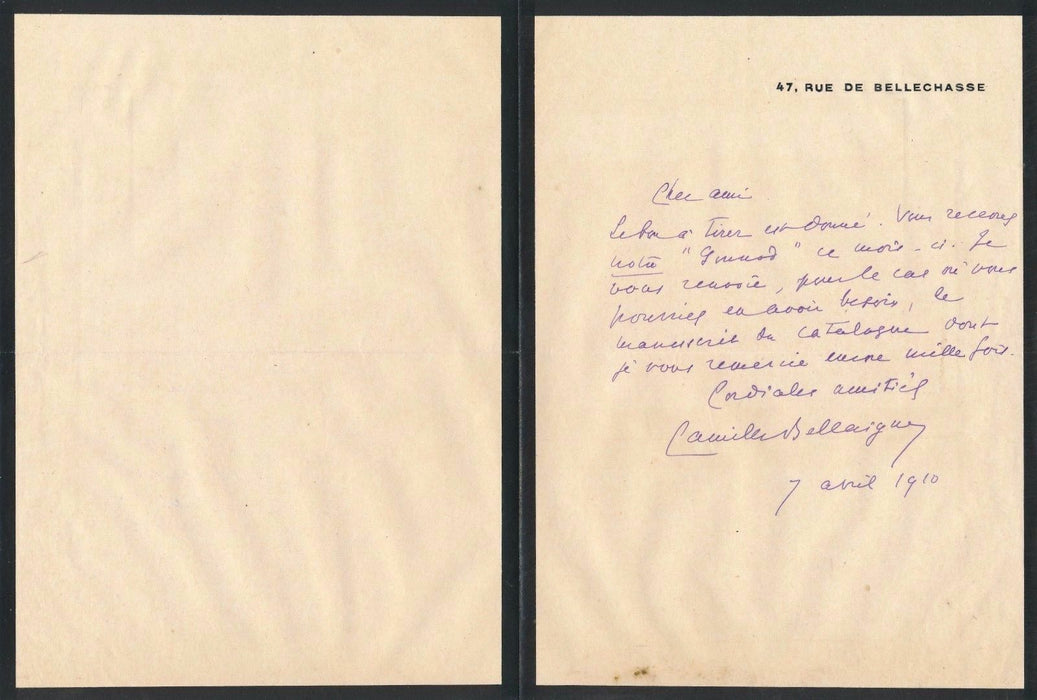 47, RUE DE BELLECHASSE
Cher ami
Le bon à tirer est donné. Vous recevrez
notre "Gounod" ce mois-ci. Je
vous renvoie, pour le cas où vous
pourriez en avoir besoin, le
manuscrit du catalogue dont
je vous remercie encore mille fois.
Cordiales amitiés
Camille Bellaigue
7 avril 1910